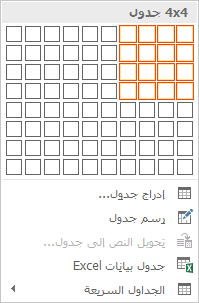 4x4 جدول
إدراج جدول...
رسم جدول
تحويل النص إلى جدول...
جدول بيانات Excel
الجداول السريعة